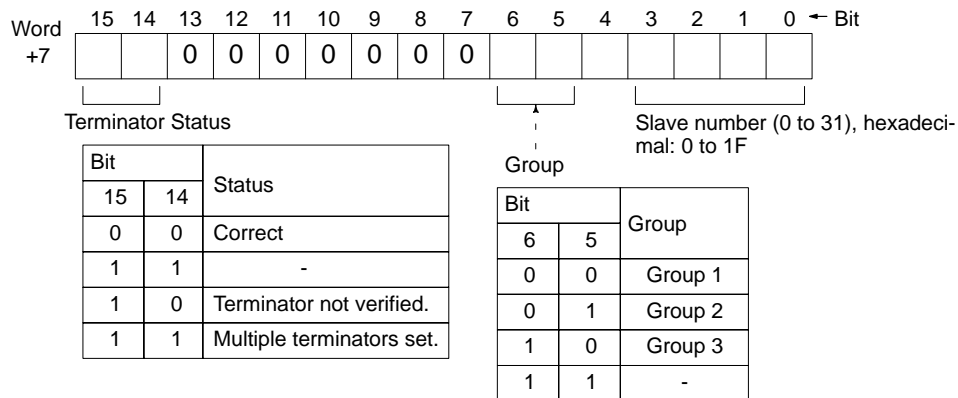 15 14 13 12 11 10 9 8 7 6 5 4 3 2 1 0 Bit
Word
+7
0 0 0 0 0 0 0
Terminator Status
Slave number (0 to 31), hexadeci-
mal: 0 to 1F
Group
Bit
Status
15 14
0 0 Correct
1 1 -
1 0 Terminator not verified.
1 1 Multiple terminators set.
Bit
Group
6 5
0 0 Group 1
0 1 Group 2
1 0 Group 3
1 1 -